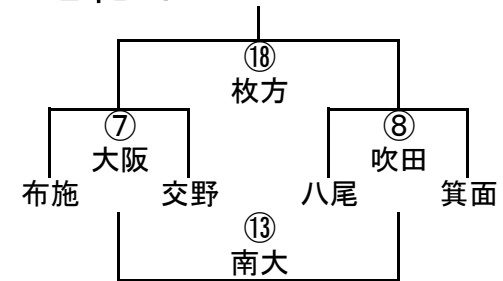 ⑱
枚方
⑦ ⑧
大阪 吹田
布施 交野 八尾 箕面
⑬
南大